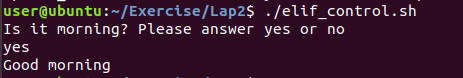 user@ubuntu:~/Exercise/Lap2$ ./elif_control.sh
Is it morning? Please answer yes or no
yes
Good morning